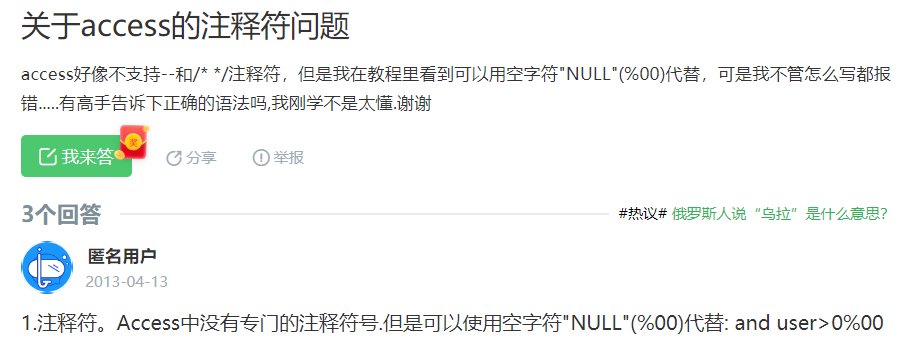 关于access的注释符问题
access好像不支持--和/* */注释符，但是我在教程里看到可以用空字符"NULL"(%00)代替，可是我不管怎么写都报
错.....有高手告诉下正确的语法吗,我刚学不是太懂.谢谢
我来答
奖
分享
举报
3个回答
#热议# 俄罗斯人说“乌拉”是什么意思？
匿名用户
2013-04-13
1.注释符。Access中没有专门的注释符号.但是可以使用空字符"NULL"(%00)代替: and user>0%00